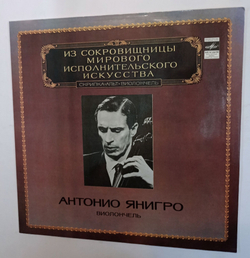 ИЗ СОКРОВИЩНИЦЫ
МИРОВОГО
ИСПОЛНИТЕЛЬСКОГО
ИСКУССТВА
АНТОНИО ЯНИГРО
ВИОЛОНЧЕЛЬ